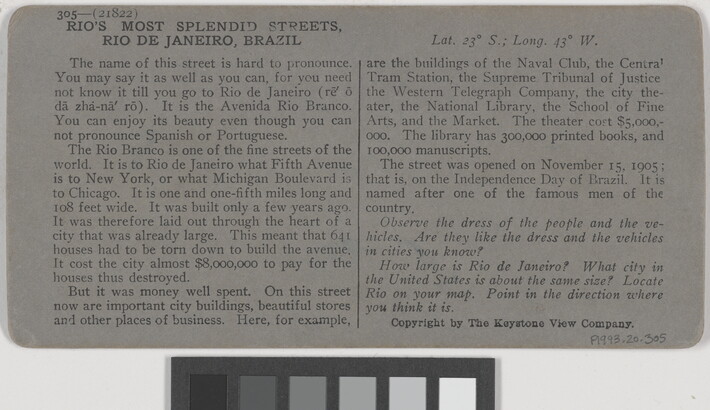 305—(21822)
RIO'S MOST SPLENDID STREETS,
RIO DE JANEIRO, BRAZIL
Lat. 23° S.; Long. 43° W.
The name of this street is hard to pronounce.
You may say it as well as you can, for you need
not know it till you go to Rio de Janeiro (rē' ō
dā zhá-nâ' rō). It is the Avenida Rio Branco.
You can enjoy its beauty even though you can
not pronounce Spanish or Portuguese.
The Rio Branco is one of the fine streets of the
world. It is to Rio de Janeiro what Fifth Avenue
is to New York, or what Michigan Boulevard is
to Chicago. It is one and one-fifth miles long and
108 feet wide. It was built only a few years ago.
It was therefore laid out through the heart of a
city that was already large. This meant that 641
houses had to be torn down to build the avenue.
It cost the city almost $8,000,000 to pay for the
houses thus destroyed.
But it was money well spent. On this street
now are important city buildings, beautiful stores
and other places of business. Here, for example,
are the buildings of the Naval Club, the Central
Tram Station, the Supreme Tribunal of Justice
the Western Telegraph Company, the city the-
ater, the National Library, the School of Fine
Arts, and the Market. The theater cost $5,000,-
000. The library has 300,000 printed books, and
100,000 manuscripts.
The street was opened on November 15, 1905;
that is, on the Independence Day of Brazil. It is
named after one of the famous men of the
country.
Observe the dress of the people and the ve-
hicles. Are they like the dress and the vehicles
in cities you know?
How large is Rio de Janeiro? What city in
the United States is about the same size? Locate
Rio on your map. Point in the direction where
you think it is.
Copyright by The Keystone View Company.
P1993.20.305